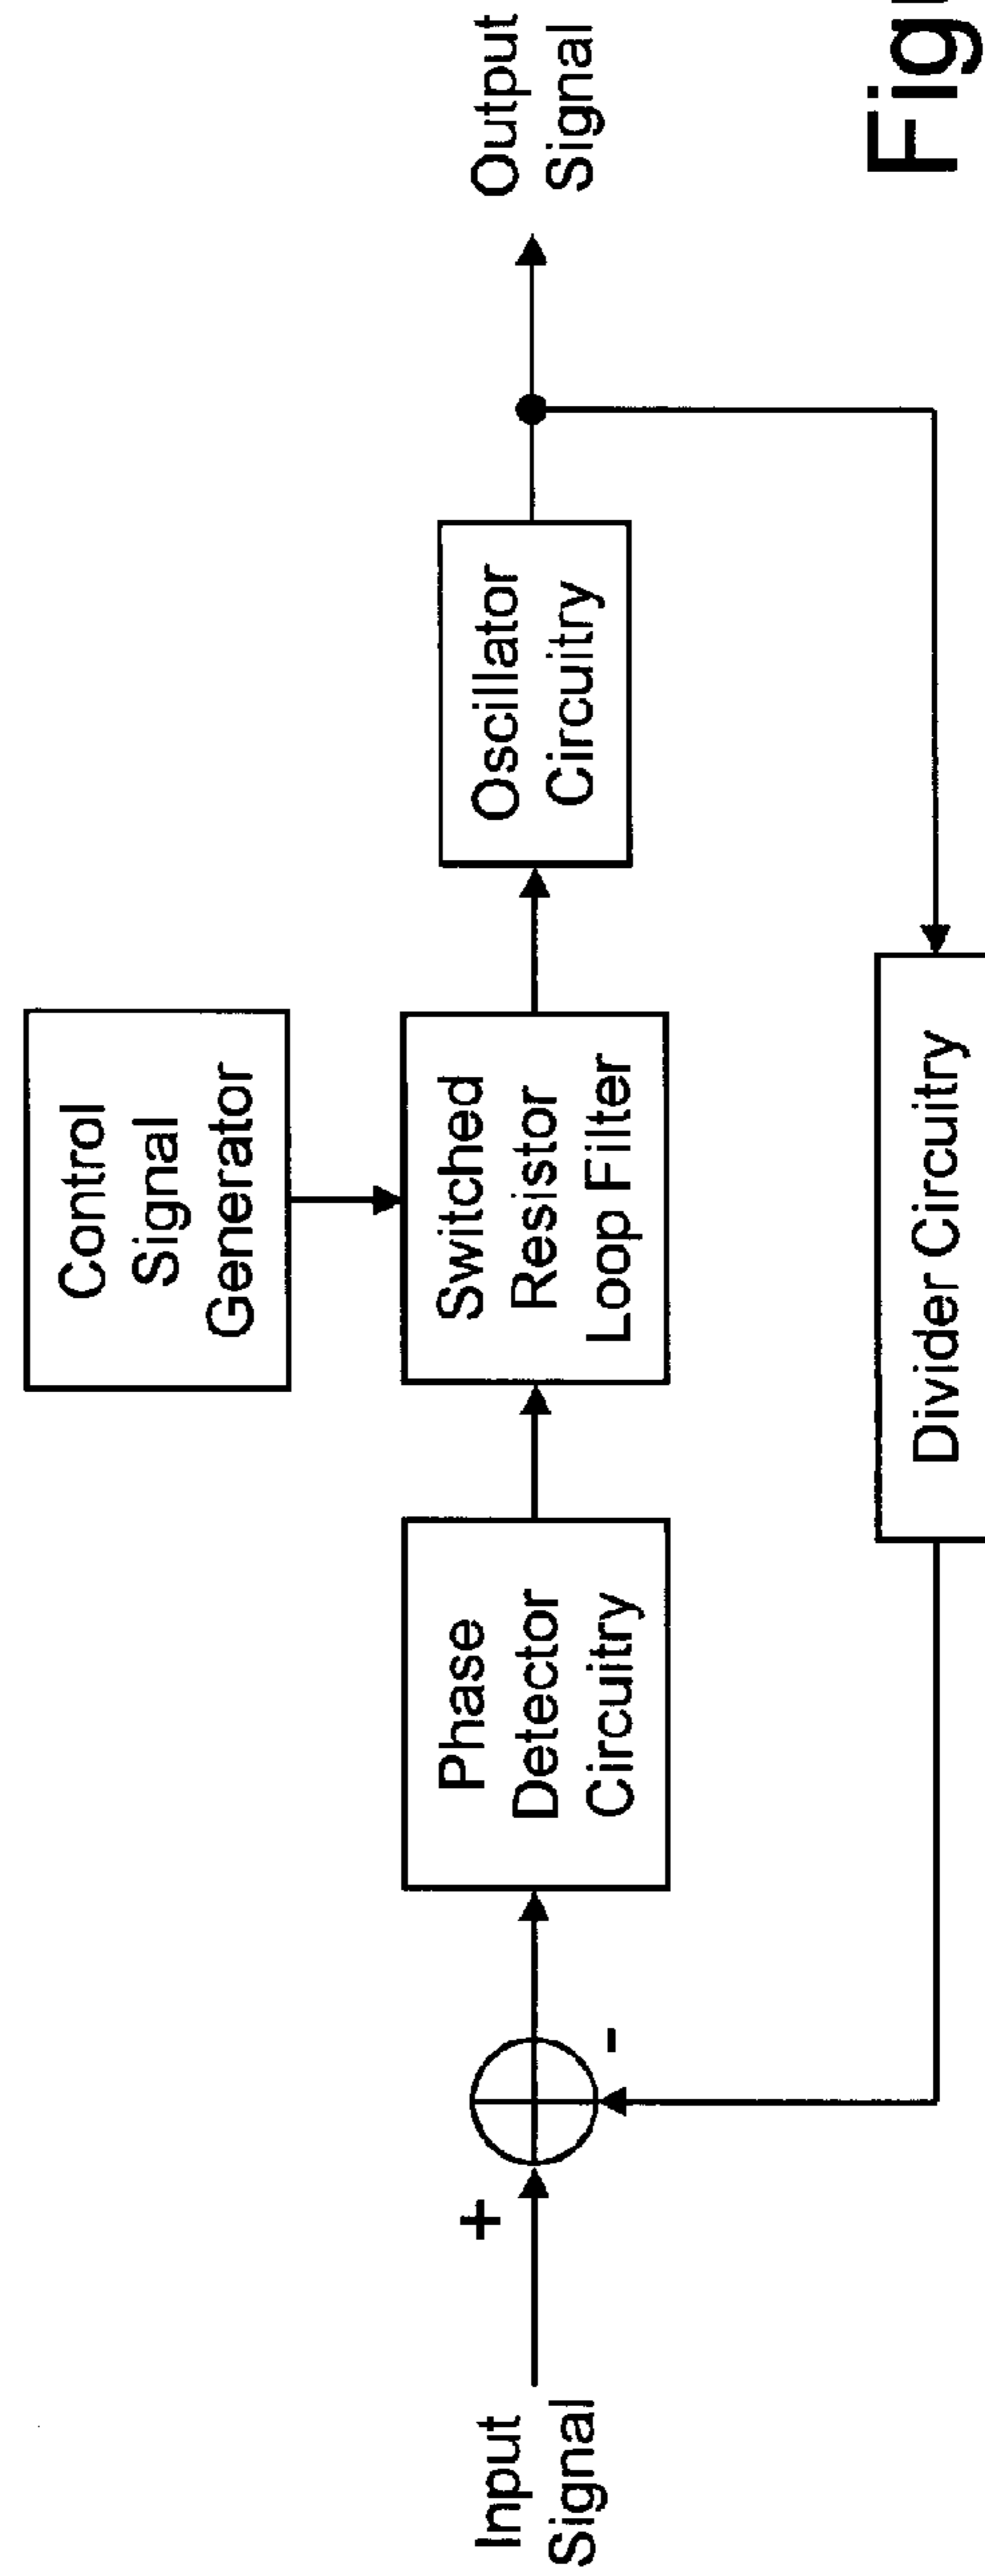 Control
Signal
Generator
Input
Signal
+
-
Phase
Detector
Circuitry
Switched
Resistor
Loop Filter
Oscillator
Circuitry
Output
Signal
Divider Circuitry